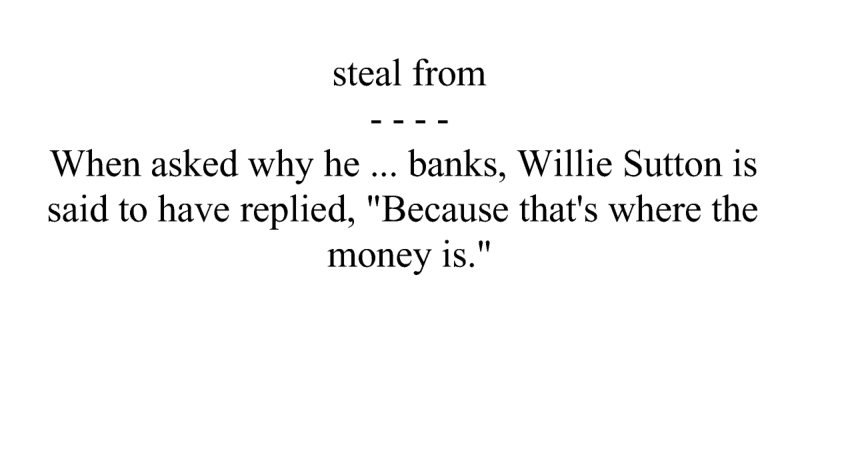 steal from
- - - -
When asked why he ... banks, Willie Sutton is
said to have replied, "Because that's where the
money is."